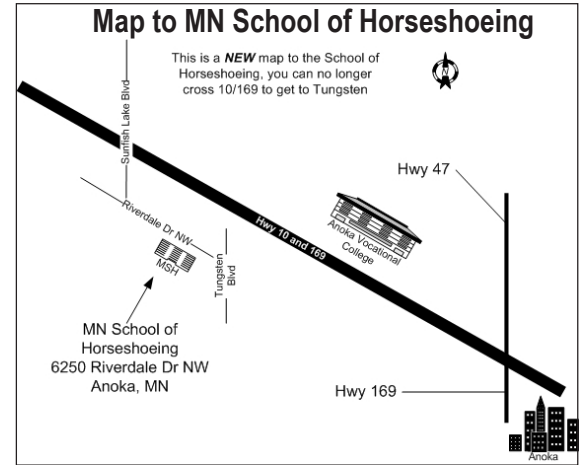 Map to MN School of Horseshoeing
This is a NEW map to the School of
Horseshoeing, you can no longer
cross 10/169 to get to Tungsten
Sunfish Lake Blvd
Hwy 47
Riverdale Dr NW
Hwy 10 and 169
Anoka Vocational
College
MSH
Tungsten
Blvd
MN School of
Horseshoeing
6250 Riverdale Dr NW
Anoka, MN
Hwy 169
Anoka